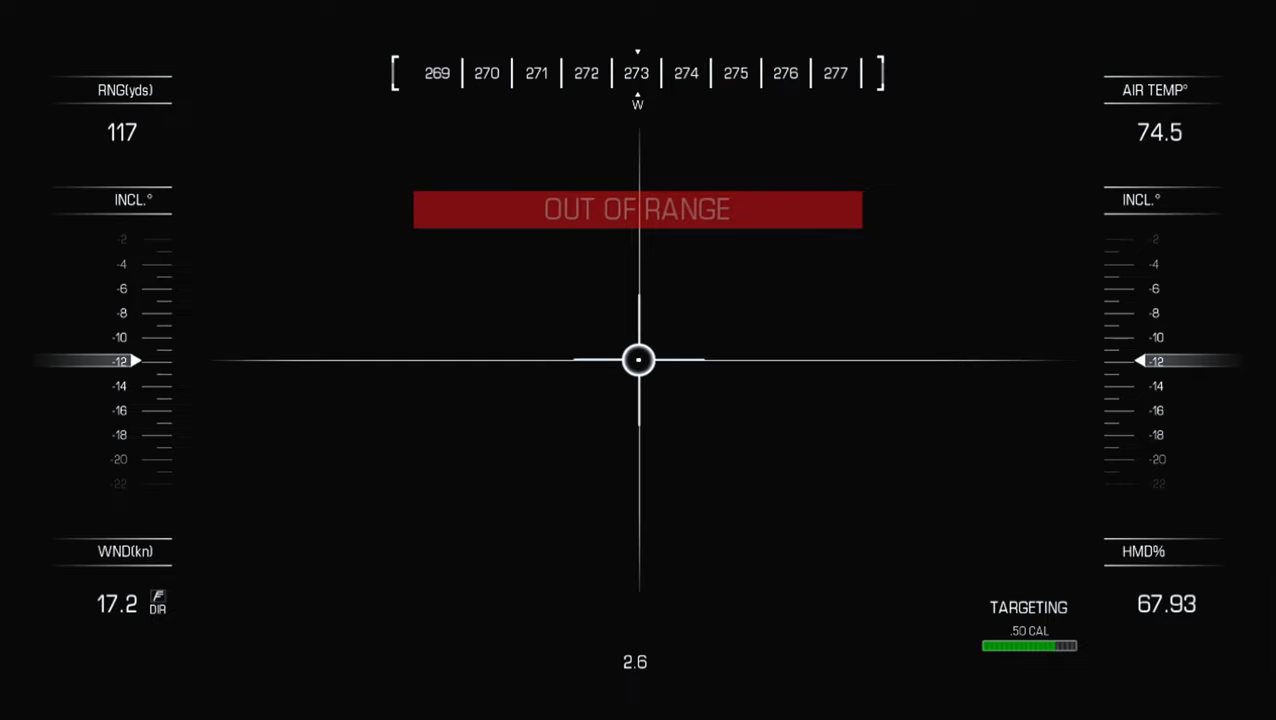 269 270 271 272 273 274 275 276 277
W
RNG(yds)
117
AIR TEMP°
74.5
OUT OF RANGE
INCL.°
-2
-4
-6
-8
-10
-12
-14
-16
-18
-20
-22
INCL.°
-2
-4
-6
-8
-10
-12
-14
-16
-18
-20
-22
WND(kn)
17.2
DIR
HMD%
67.93
TARGETING
.50 CAL
2.6